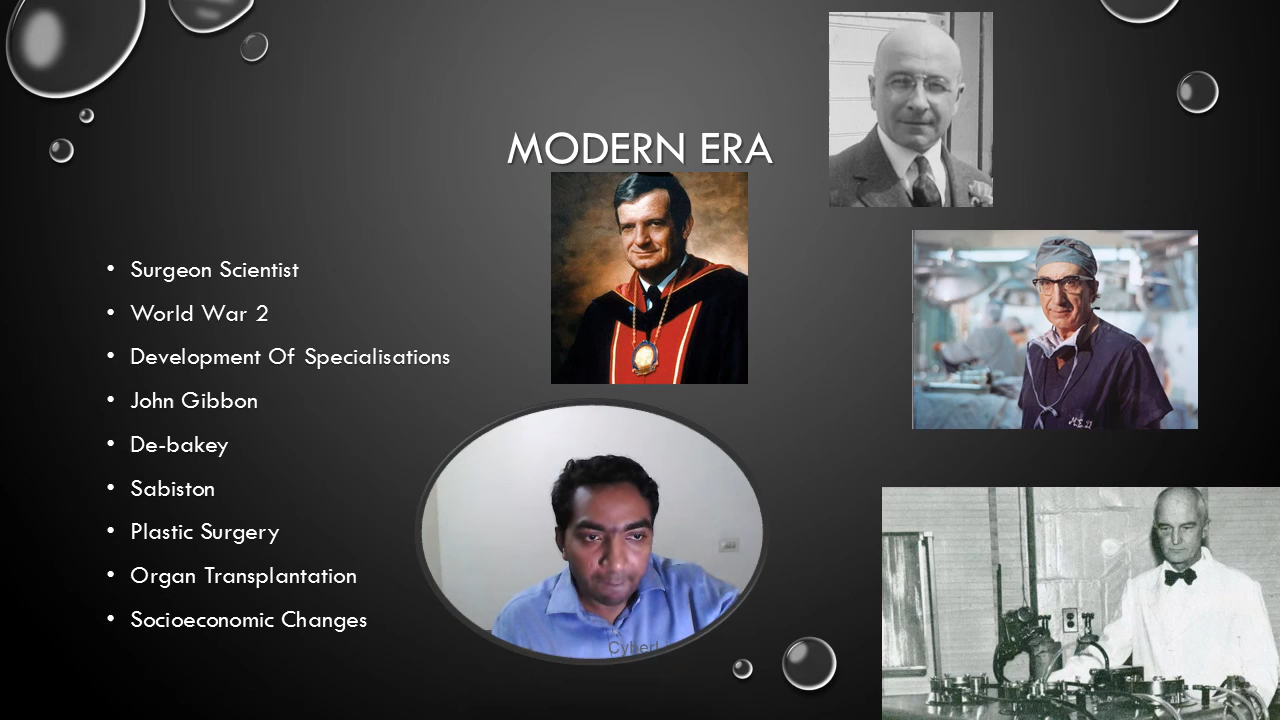 MODERN ERA
Surgeon Scientist
World War 2
Development Of Specialisations
John Gibbon
De-bakey
Sabiston
Plastic Surgery
Organ Transplantation
Socioeconomic Changes